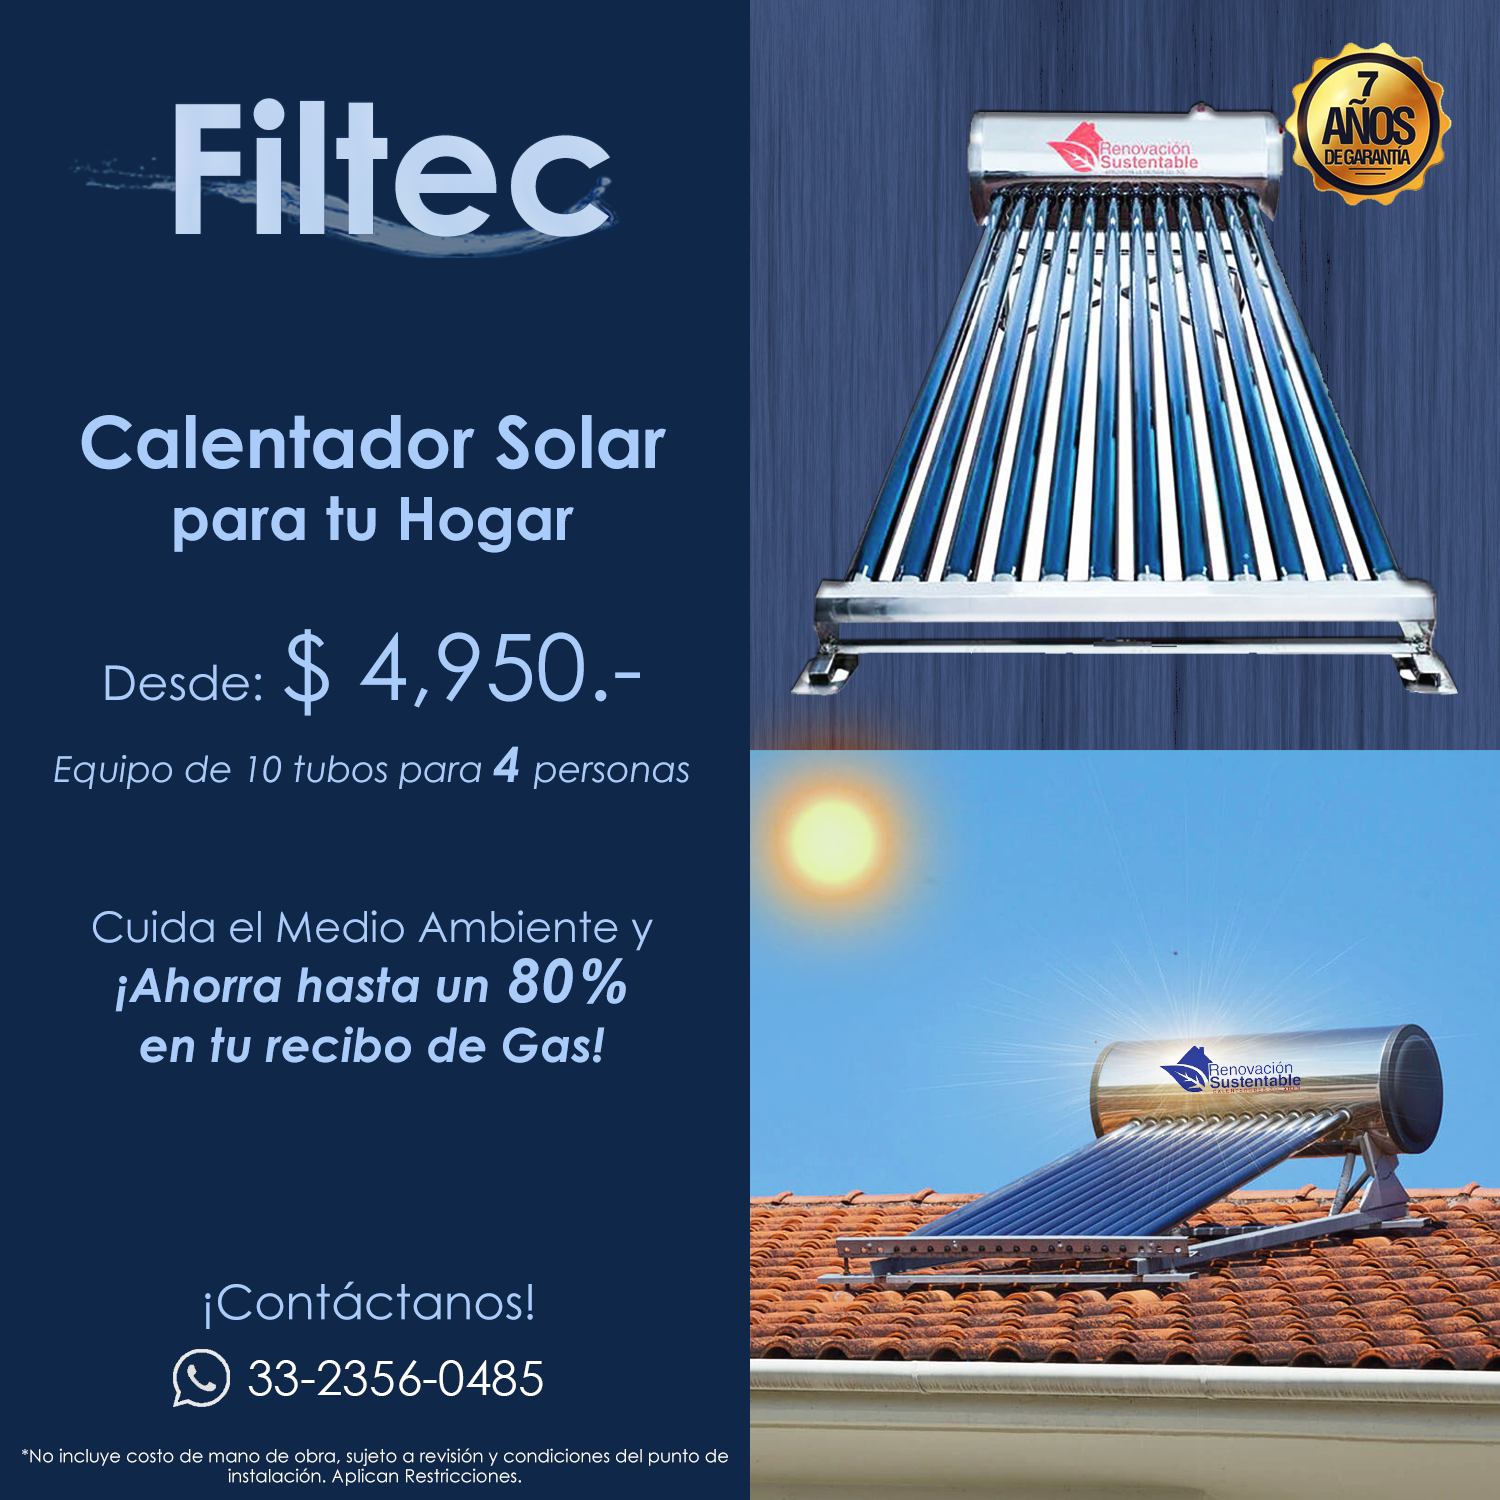 Filtec
Calentador Solar
para tu Hogar
Desde: $ 4,950.-
Equipo de 10 tubos para 4 personas
Cuida el Medio Ambiente y
¡Ahorra hasta un 80%
en tu recibo de Gas!
¡Contáctanos!
33-2356-0485
*No incluye costo de mano de obra, sujeto a revisión y condiciones del punto de
instalación. Aplican Restricciones.
7
AÑOS
DE GARANTÍA
Renovación
Sustentable
Renovación
Sustentable